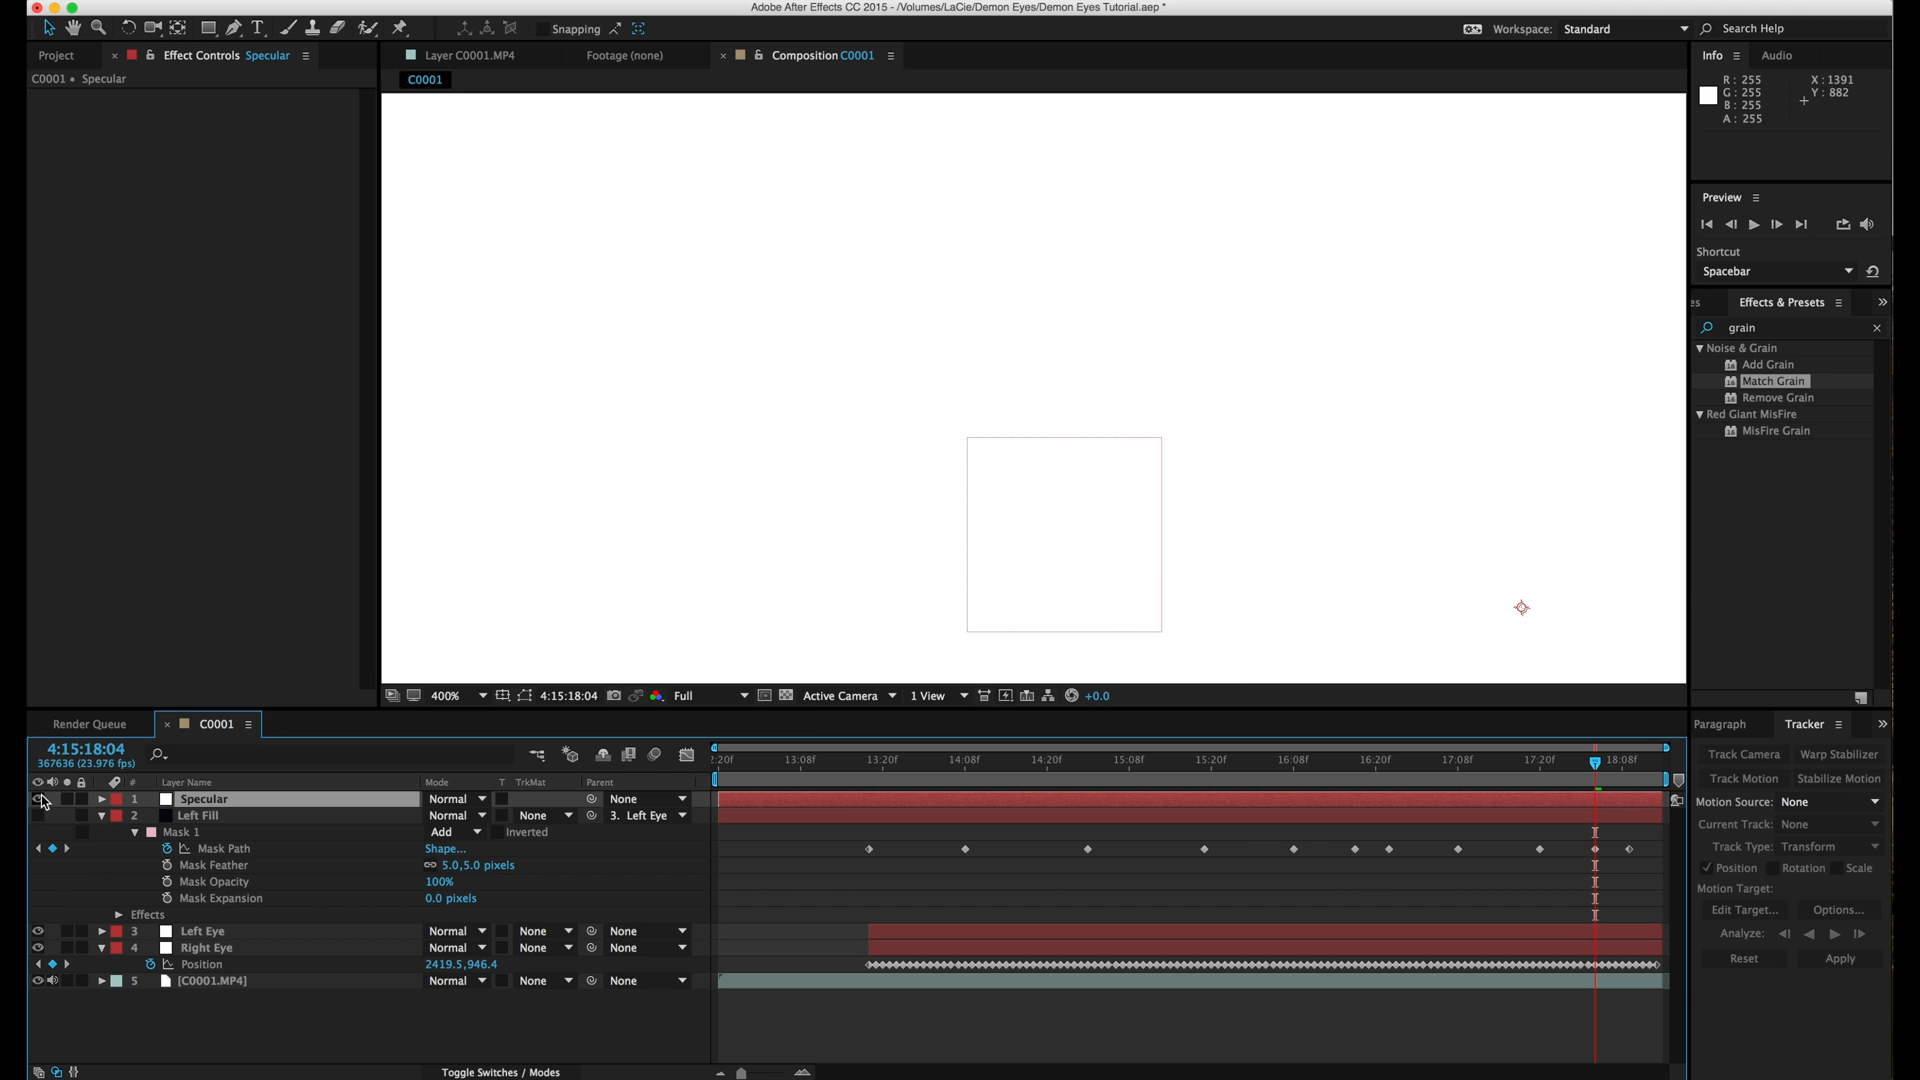 Adobe After Effects CC 2015 - /Volumes/LaCie/Demon Eyes/Demon Eyes Tutorial.aep *
Snapping
Workspace: Standard
Search Help
Project
Effect Controls Specular
Layer C0001.MP4
Footage (none)
Composition C0001
Info
Audio
C0001 • Specular
C0001
R: 255
G: 255
B: 255
A: 255
X: 1391
Y: 882
Preview
Shortcut
Spacebar
es
Effects & Presets
grain
Noise & Grain
Add Grain
Match Grain
Remove Grain
Red Giant MisFire
MisFire Grain
400%
4:15:18:04
Full
Active Camera
1 View
+0.0
Render Queue
C0001
Paragraph
Tracker
4:15:18:04
367636 (23.976 fps)
:20f
13:08f
13:20f
14:08f
14:20f
15:08f
15:20f
16:08f
16:20f
17:08f
17:20f
18:08f
# Layer Name Mode T TrkMat Parent
1 Specular Normal None
2 Left Fill Normal None 3. Left Eye
Mask 1 Add Inverted
Mask Path Shape...
Mask Feather 5.0,5.0 pixels
Mask Opacity 100%
Mask Expansion 0.0 pixels
Effects
3 Left Eye Normal None None
4 Right Eye Normal None None
Position 2419.5,946.4
5 [C0001.MP4] Normal None None
Toggle Switches / Modes
Track Camera
Warp Stabilizer
Track Motion
Stabilize Motion
Motion Source: None
Current Track: None
Track Type: Transform
Position Rotation Scale
Motion Target:
Edit Target...
Options...
Analyze:
Reset
Apply